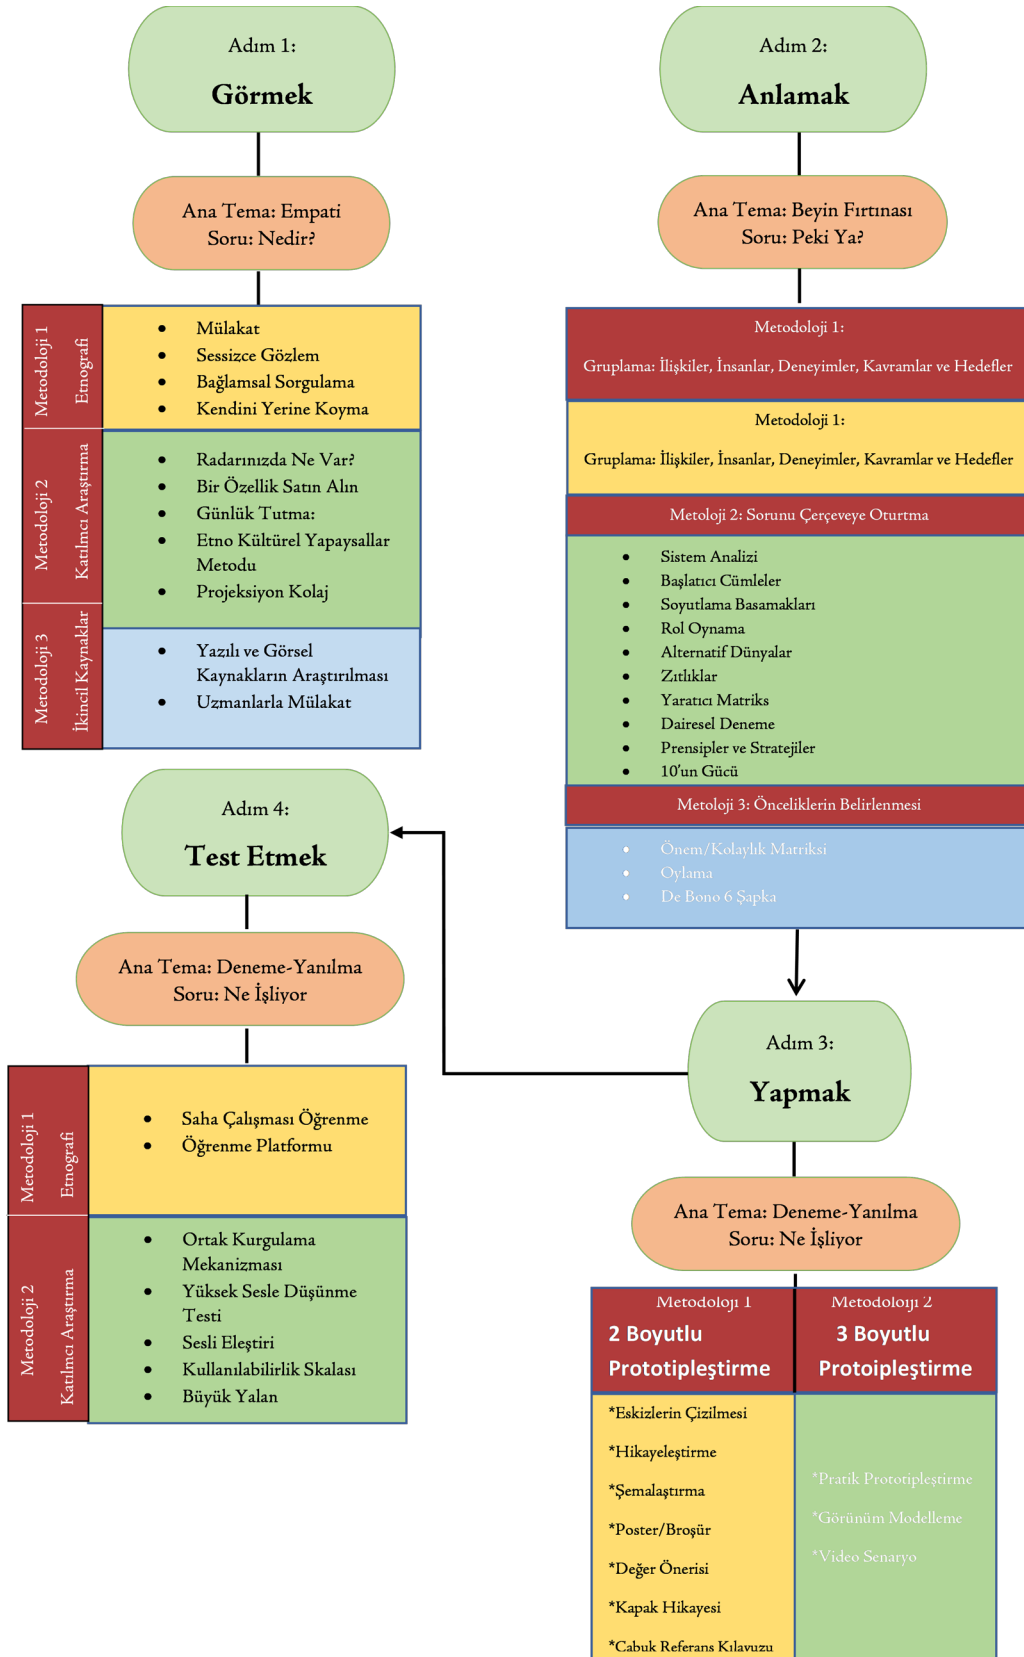 Adım 1:
Görmek
Ana Tema: Empati
Soru: Nedir?
Metodoloji 1
Etnografi
• Mülakat
• Sessizce Gözlem
• Bağlamsal Sorgulama
• Kendini Yerine Koyma
Metodoloji 2
Katılmcı Araştırma
• Radarınızda Ne Var?
• Bir Özellik Satın Alın
• Günlük Tutma:
• Etno Kültürel Yapaysallar
Metodu
• Projeksiyon Kolaj
Metodoloji 3
İkincil Kaynaklar
• Yazılı ve Görsel
Kaynakların Araştırılması
• Uzmanlarla Mülakat
Adım 2:
Anlamak
Ana Tema: Beyin Fırtınası
Soru: Peki Ya?
Metodoloji 1:
Gruplama: İlişkiler, İnsanlar, Deneyimler, Kavramlar ve Hedefler
Metodoloji 1:
Gruplama: İlişkiler, İnsanlar, Deneyimler, Kavramlar ve Hedefler
Metoloji 2: Sorunu Çerçeveye Oturtma
• Sistem Analizi
• Başlatıcı Cümleler
• Soyutlama Basamakları
• Rol Oynama
• Alternatif Dünyalar
• Zıtlıklar
• Yaratıcı Matriks
• Dairesel Deneme
• Prensipler ve Stratejiler
• 10'un Gücü
Metoloji 3: Önceliklerin Belirlenmesi
• Önem/Kolaylık Matriksi
• Oylama
• De Bono 6 Şapka
Adım 3:
Yapmak
Ana Tema: Deneme-Yanılma
Soru: Ne İşliyor
Metodoloji 1
2 Boyutlu
Prototipleştirme
*Eskizlerin Çizilmesi
*Hikayeleştirme
*Şemalaştırma
*Poster/Broşür
*Değer Önerisi
*Kapak Hikayesi
*Cabuk Referans Kılavuzu
Metodoloji 2
3 Boyutlu
Protoipleştirme
*Pratik Prototipleştirme
*Görünüm Modelleme
*Video Senaryo
Adım 4:
Test Etmek
Ana Tema: Deneme-Yanılma
Soru: Ne İşliyor
Metodoloji 1
Etnografi
• Saha Çalışması Öğrenme
• Öğrenme Platformu
Metodoloji 2
Katılmcı Araştırma
• Ortak Kurgulama
Mekanizması
• Yüksek Sesle Düşünme
Testi
• Sesli Eleştiri
• Kullanılabilirlik Skalası
• Büyük Yalan